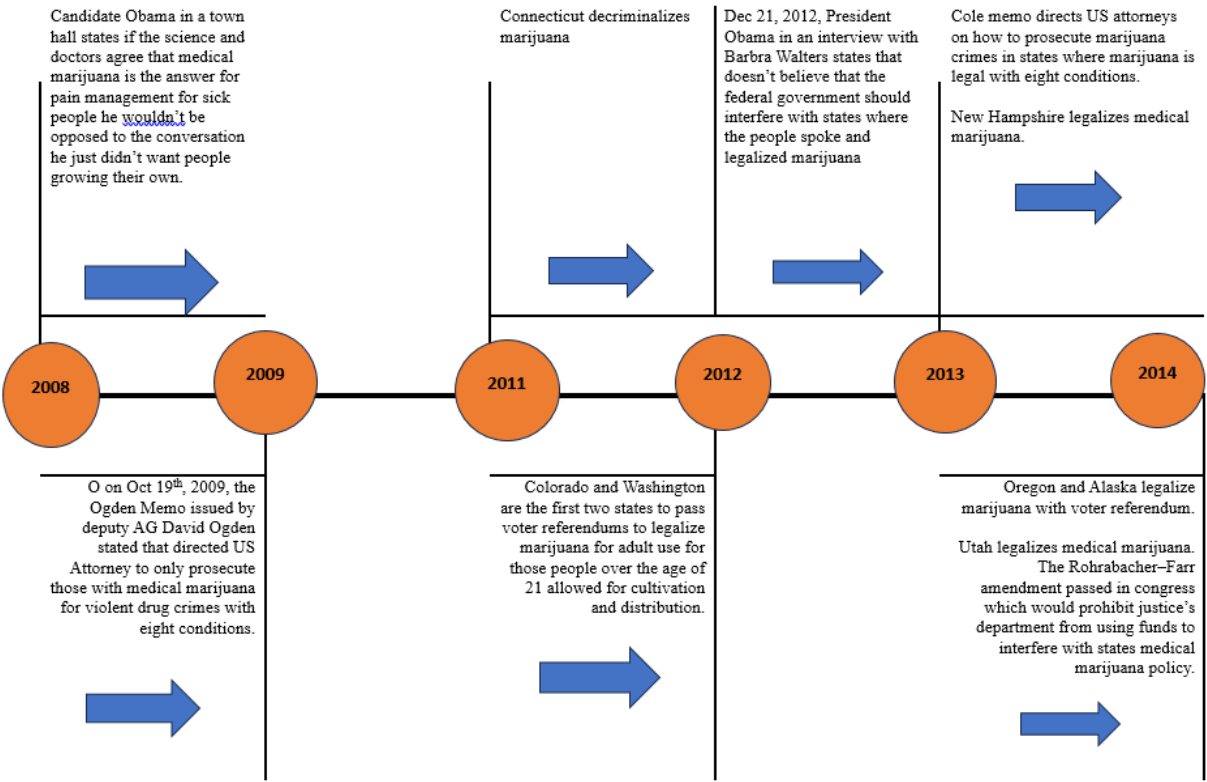 Candidate Obama in a town
hall states if the science and
doctors agree that medical
marijuana is the answer for
pain management for sick
people he wouldn't be
opposed to the conversation
he just didn't want people
growing their own.
Connecticut decriminalizes
marijuana
Dec 21, 2012, President
Obama in an interview with
Barbra Walters states that
doesn't believe that the
federal government should
interfere with states where
the people spoke and
legalized marijuana
Cole memo directs US attorneys
on how to prosecute marijuana
crimes in states where marijuana is
legal with eight conditions.
New Hampshire legalizes medical
marijuana.
2008
2009
2011
2012
2013
2014
O on Oct 19th, 2009, the
Ogden Memo issued by
deputy AG David Ogden
stated that directed US
Attorney to only prosecute
those with medical marijuana
for violent drug crimes with
eight conditions.
Colorado and Washington
are the first two states to pass
voter referendums to legalize
marijuana for adult use for
those people over the age of
21 allowed for cultivation
and distribution.
Oregon and Alaska legalize
marijuana with voter referendum.
Utah legalizes medical marijuana.
The Rohrabacher–Farr
amendment passed in congress
which would prohibit justice's
department from using funds to
interfere with states medical
marijuana policy.